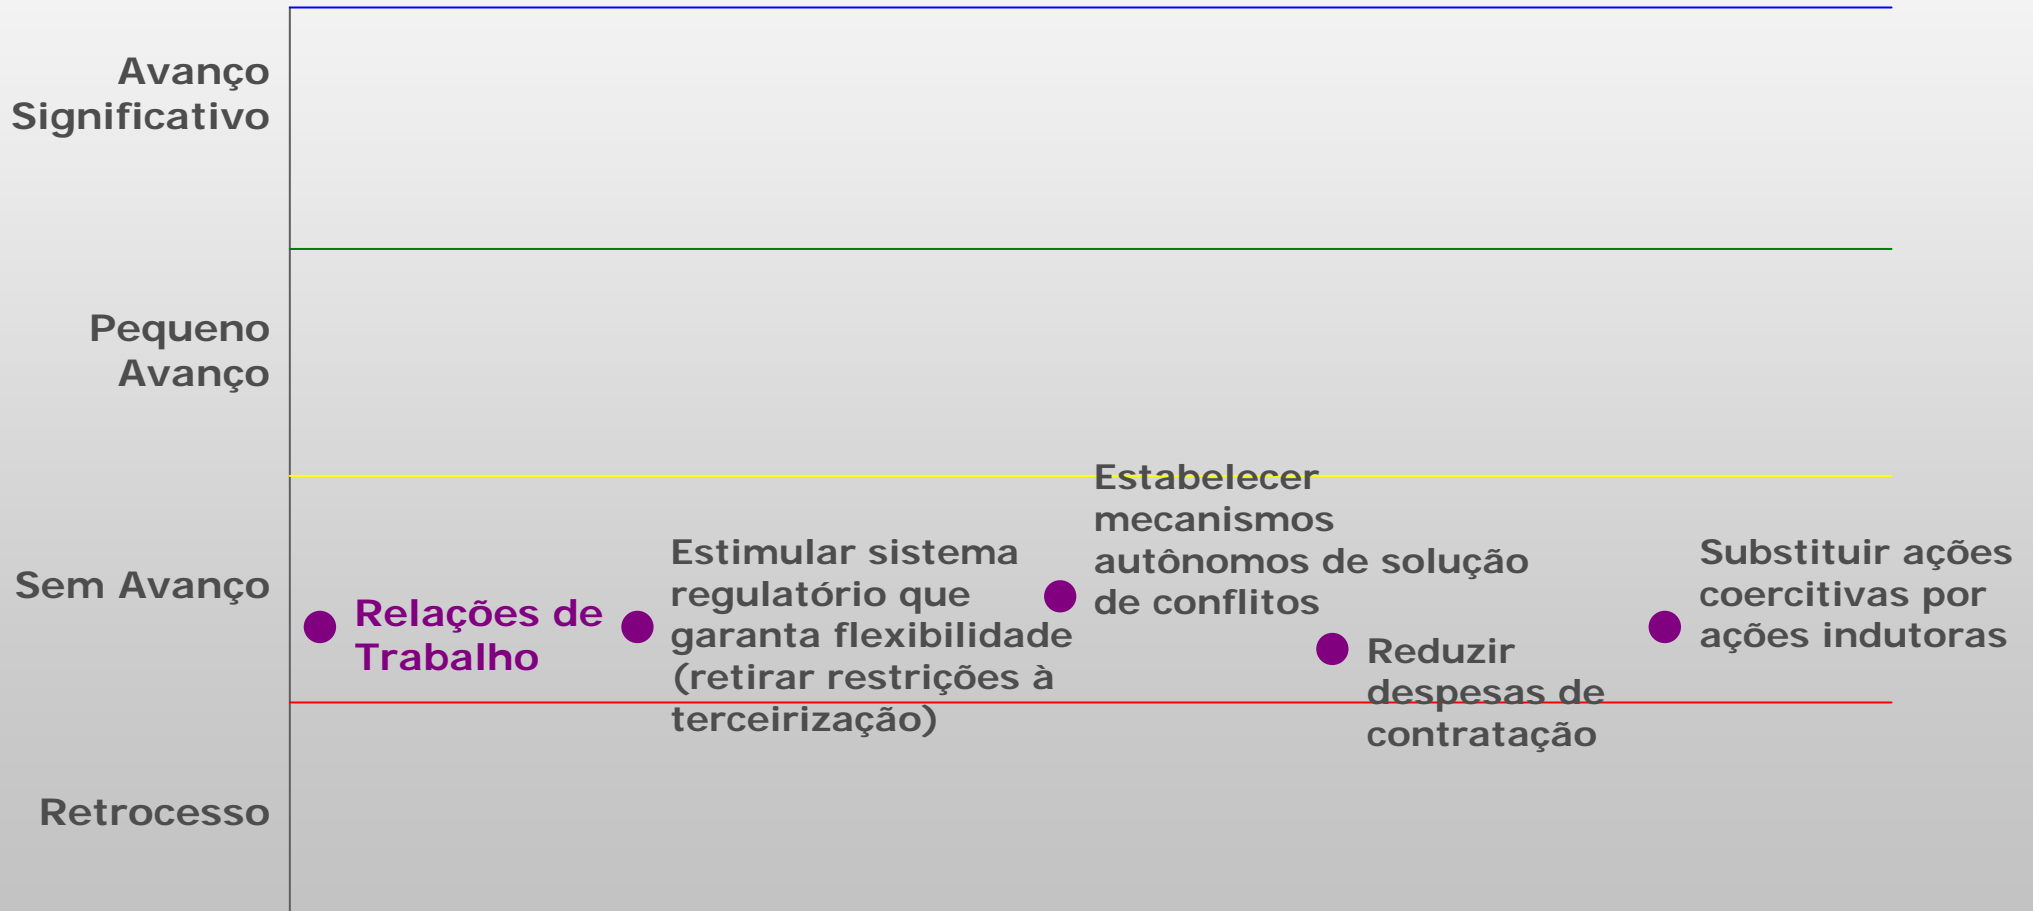 Avanço
Significativo
Pequeno
Avanço
Sem Avanço
Retrocesso
Relações de
Trabalho
Estimular sistema
regulatório que
garanta flexibilidade
(retirar restrições à
terceirização)
Estabelecer
mecanismos
autônomos de solução
de conflitos
Reduzir
despesas de
contratação
Substituir ações
coercitivas por
ações indutoras